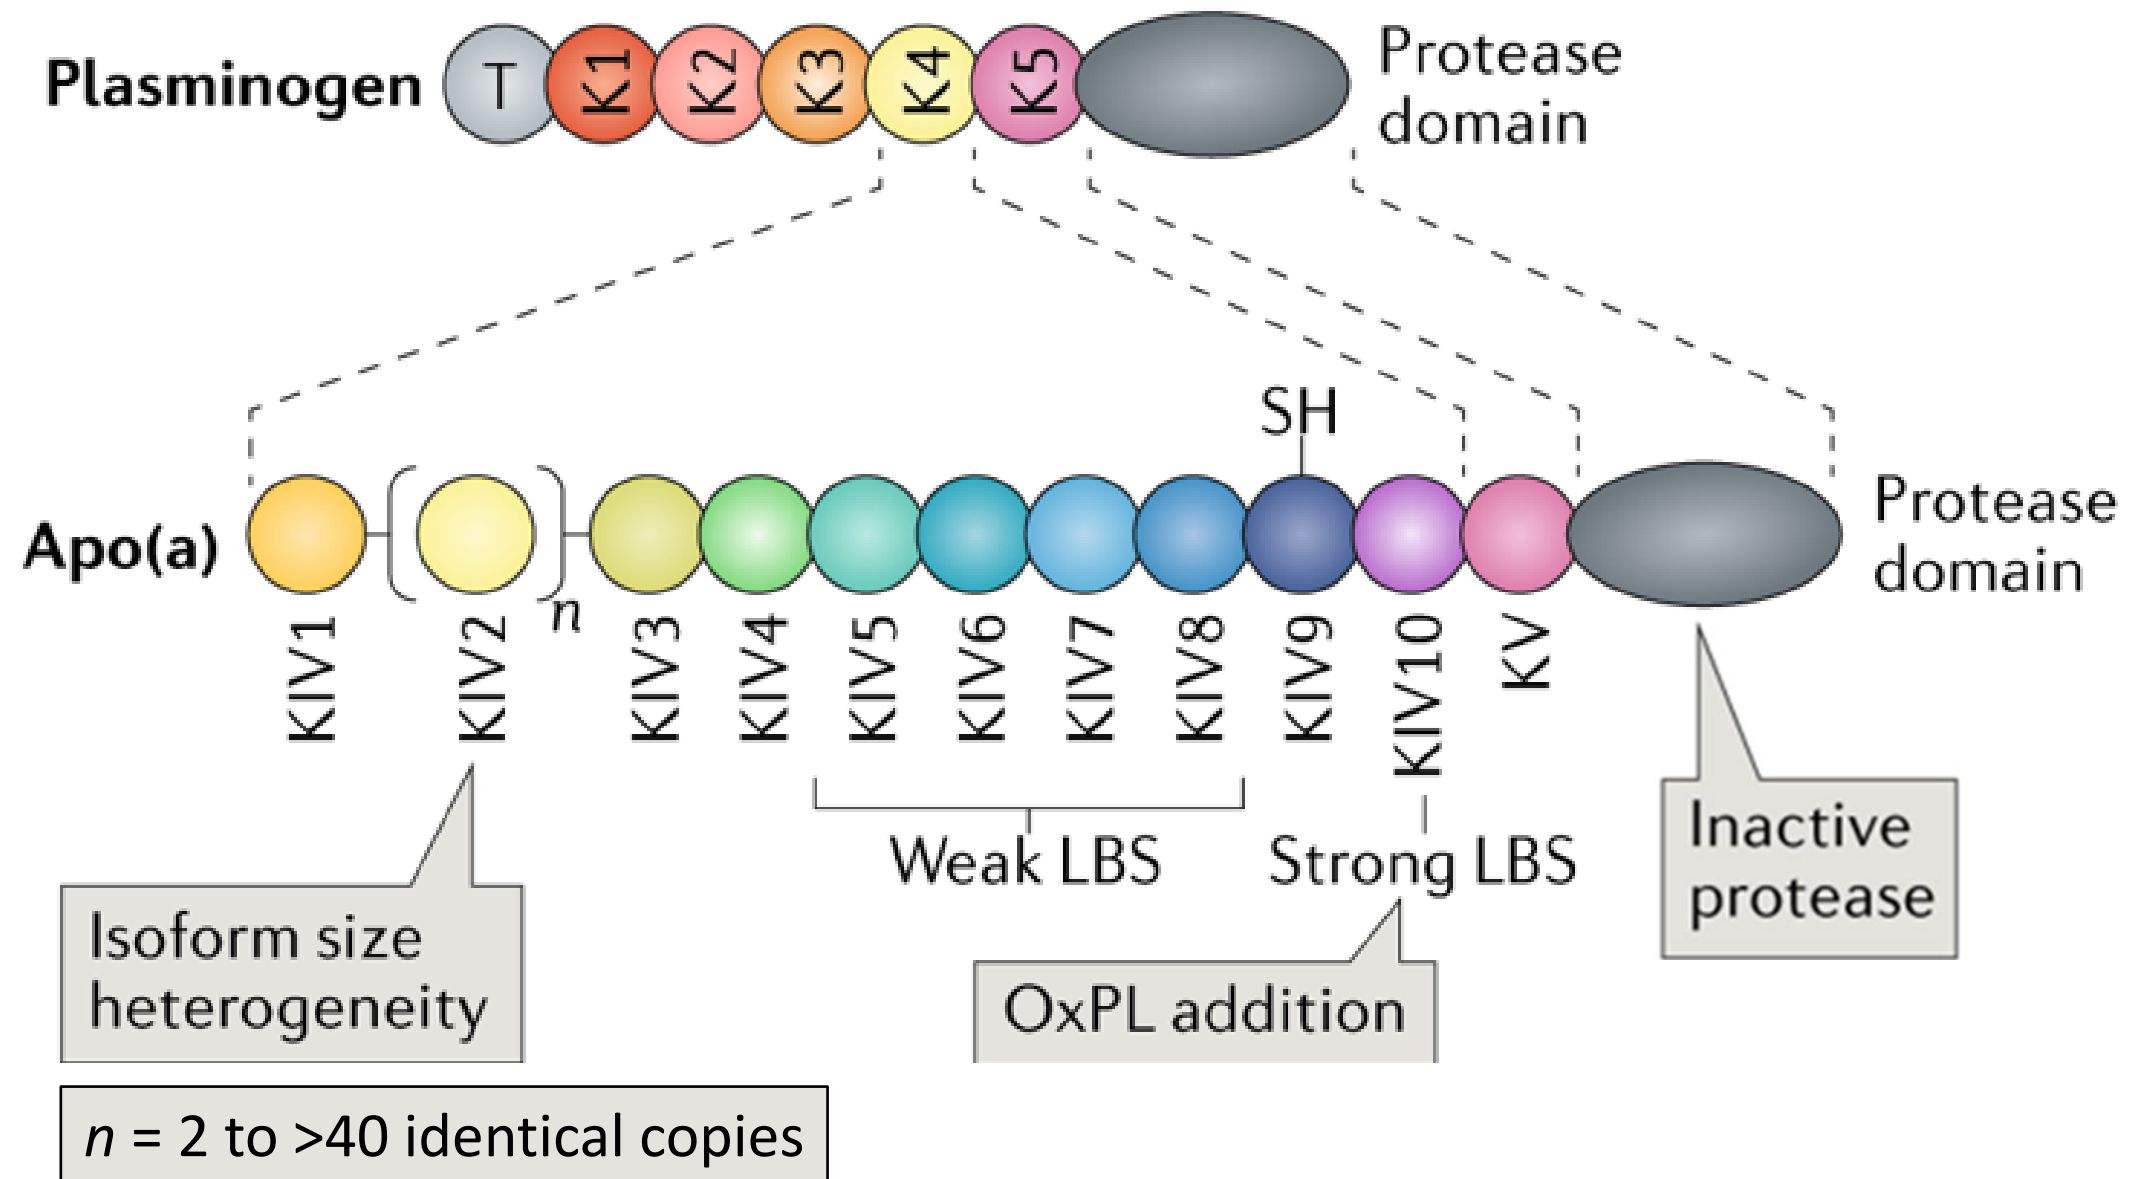 Plasminogen
T
K1
K2
K3
K4
K5
Protease
domain
SH
Apo(a)
n
Protease
domain
KIV1
KIV2
KIV3
KIV4
KIV5
KIV6
KIV7
KIV8
KIV9
KIV10
KV
Weak LBS
Strong LBS
Inactive
protease
Isoform size
heterogeneity
OxPL addition
n = 2 to >40 identical copies